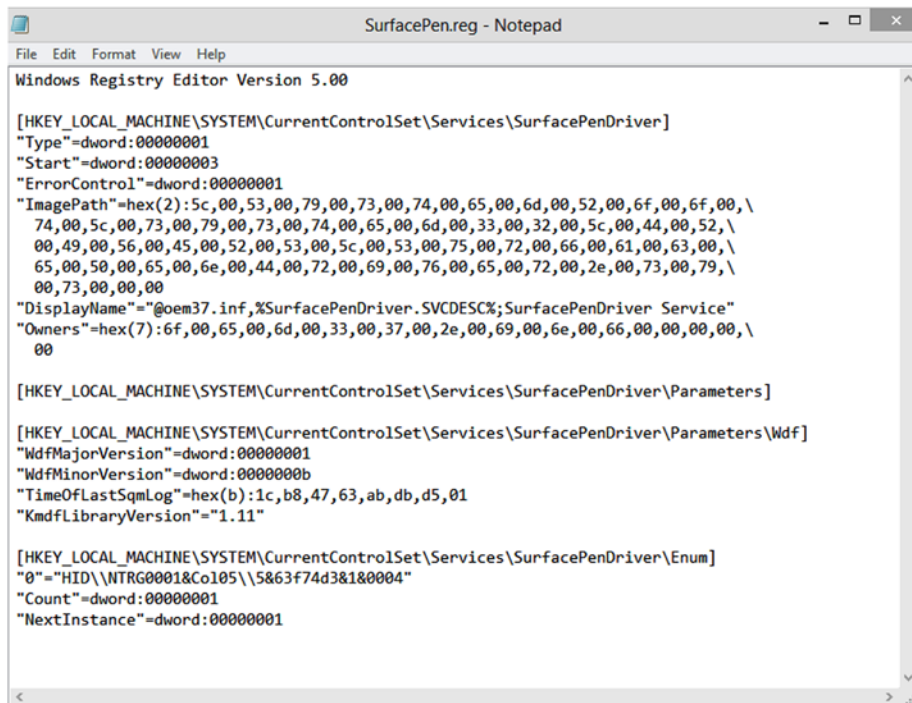 SurfacePen.reg - Notepad
File Edit Format View Help
Windows Registry Editor Version 5.00
[HKEY_LOCAL_MACHINE\SYSTEM\CurrentControlSet\Services\SurfacePenDriver]
"Type"=dword:00000001
"Start"=dword:00000003
"ErrorControl"=dword:00000001
"ImagePath"=hex(2):5c,00,53,00,79,00,73,00,74,00,65,00,6d,00,52,00,6f,00,6f,00,\
74,00,5c,00,73,00,79,00,73,00,74,00,65,00,6d,00,33,00,32,00,5c,00,44,00,52,\
00,49,00,56,00,45,00,52,00,53,00,5c,00,53,00,75,00,72,00,66,00,61,00,63,00,\
65,00,50,00,65,00,6e,00,44,00,72,00,69,00,76,00,65,00,72,00,2e,00,73,00,79,\
00,73,00,00,00
"DisplayName"="@oem37.inf,%SurfacePenDriver.SVCDESC%;SurfacePenDriver Service"
"Owners"=hex(7):6f,00,65,00,6d,00,33,00,37,00,2e,00,69,00,6e,00,66,00,00,00,00,\
00
[HKEY_LOCAL_MACHINE\SYSTEM\CurrentControlSet\Services\SurfacePenDriver\Parameters]
[HKEY_LOCAL_MACHINE\SYSTEM\CurrentControlSet\Services\SurfacePenDriver\Parameters\Wdf]
"WdfMajorVersion"=dword:00000001
"WdfMinorVersion"=dword:0000000b
"TimeOfLastSqmLog"=hex(b):1c,b8,47,63,ab,db,d5,01
"KmdfLibraryVersion"="1.11"
[HKEY_LOCAL_MACHINE\SYSTEM\CurrentControlSet\Services\SurfacePenDriver\Enum]
"0"="HID\\NTRG0001&Col05\\5&63f74d3&1&0004"
"Count"=dword:00000001
"NextInstance"=dword:00000001